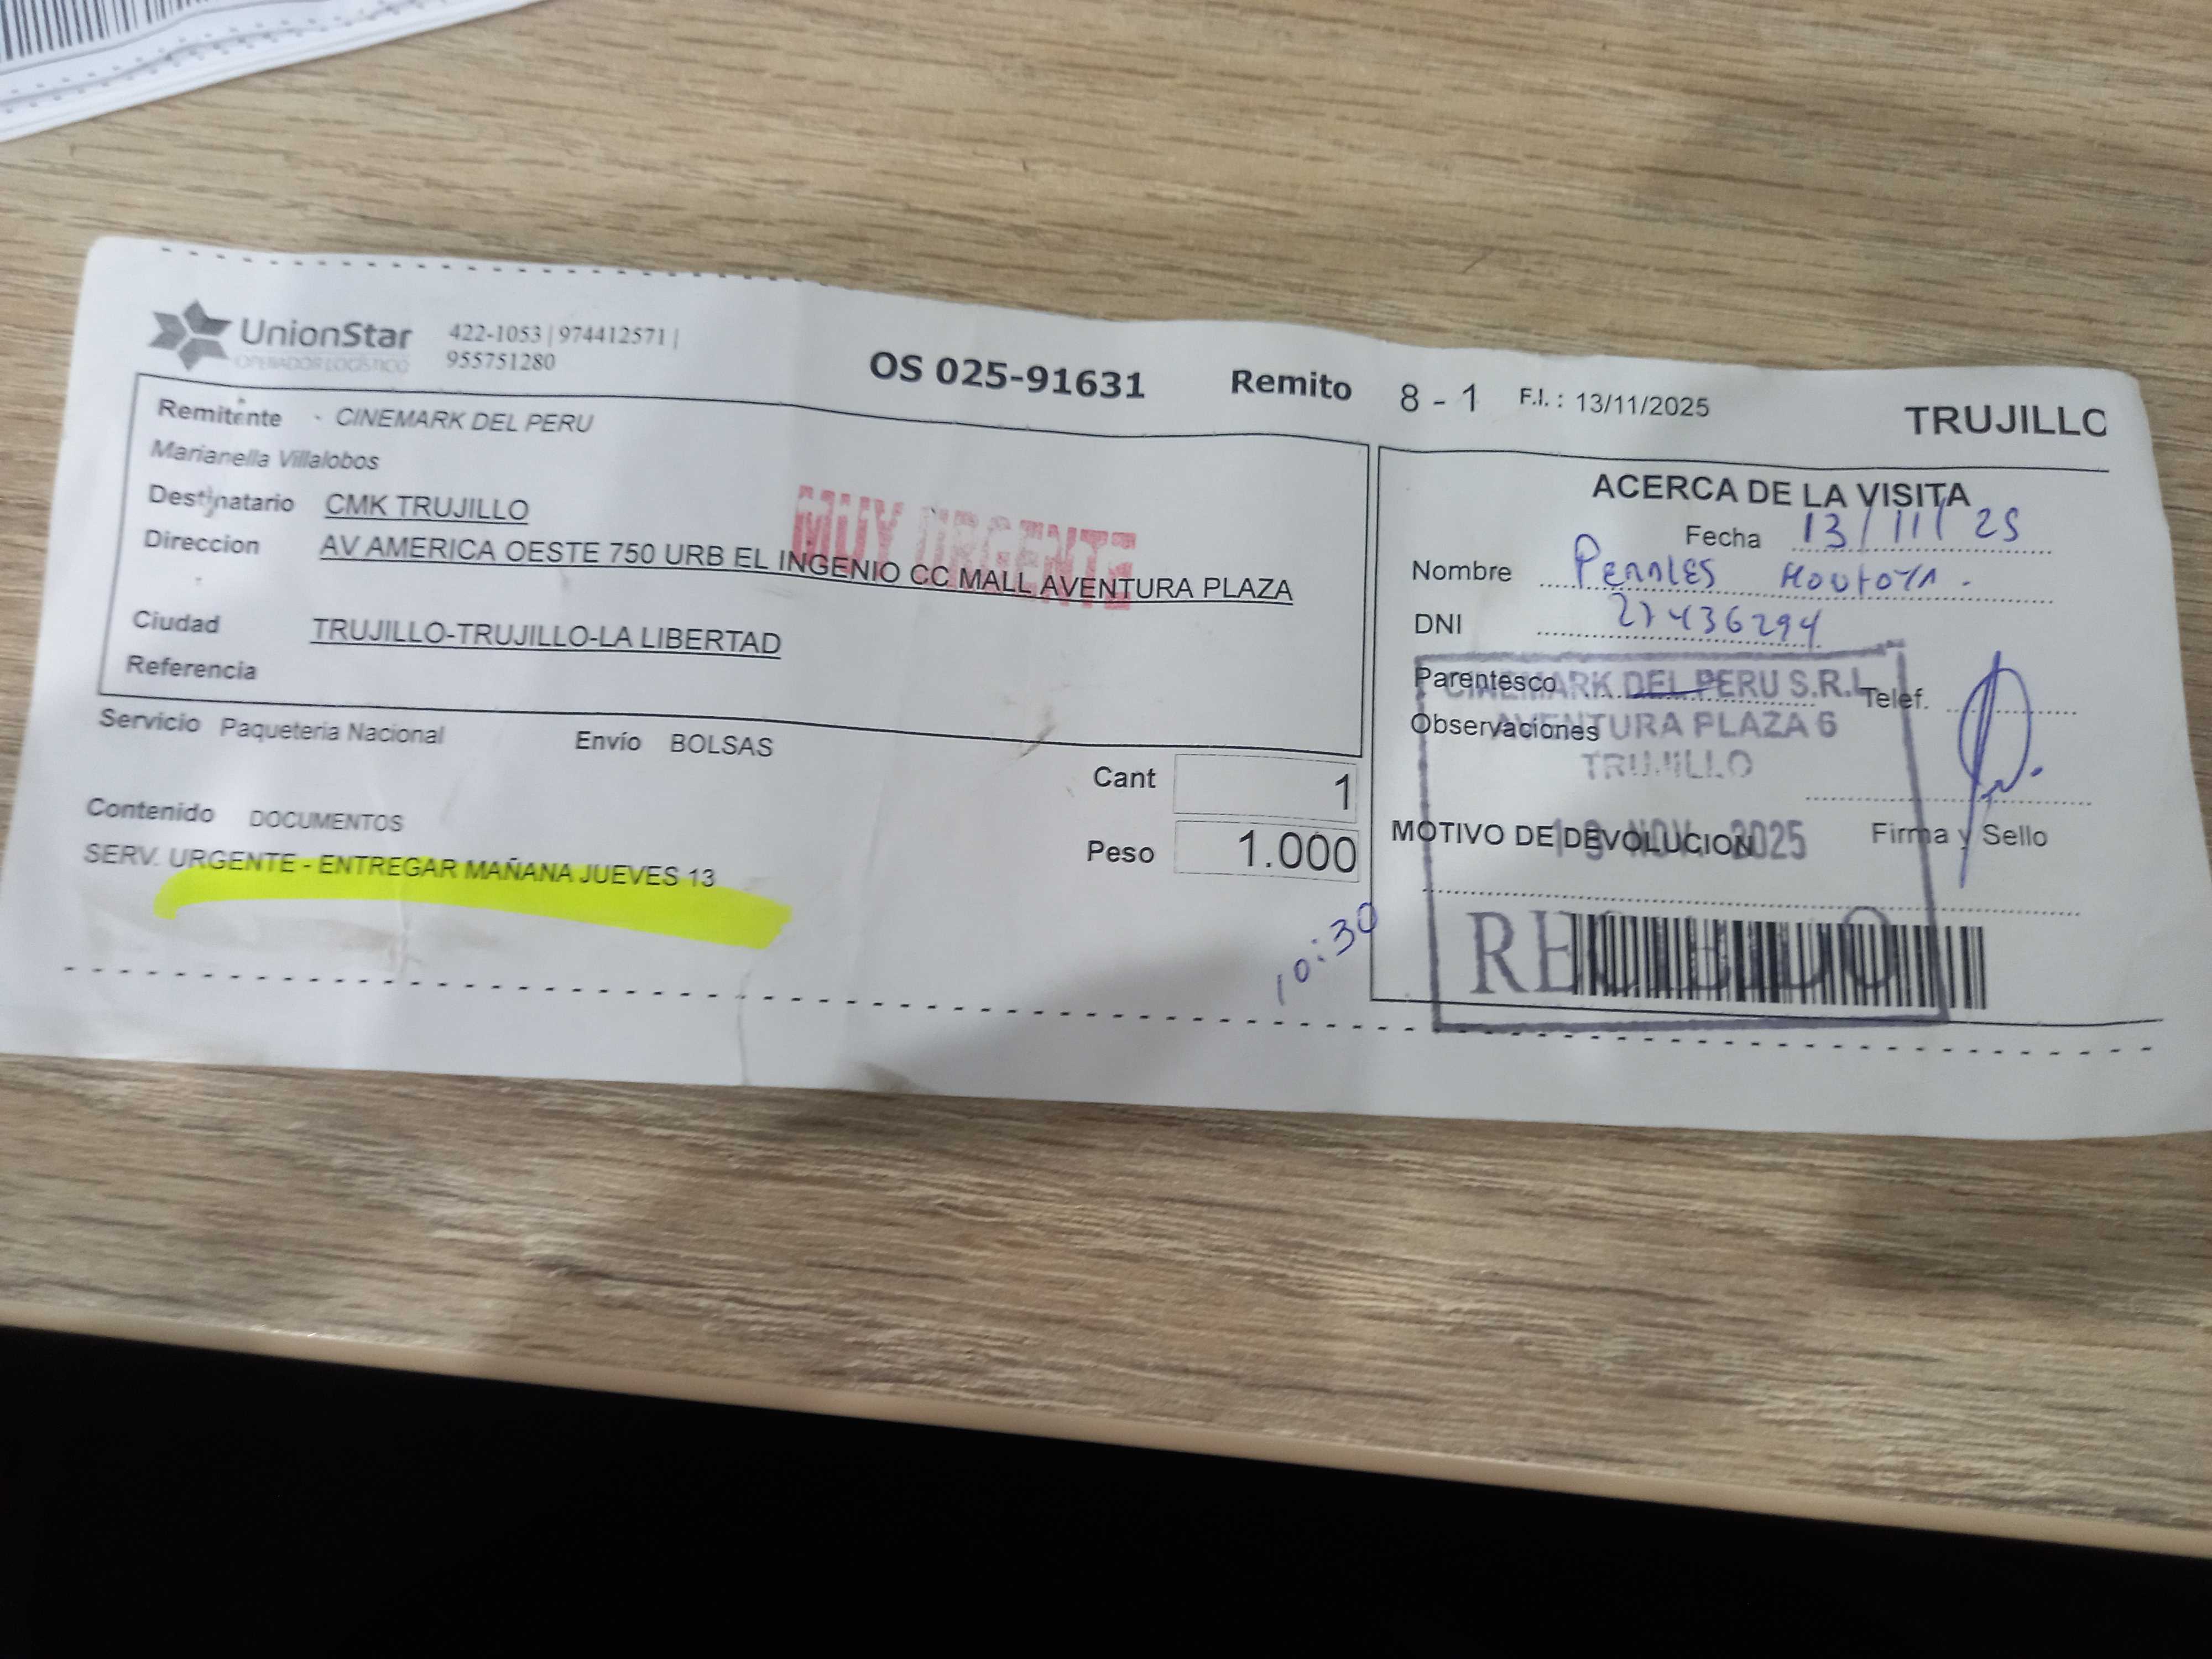 UnionStar
OPERADOR LOGÍSTICO
422-1053 | 974412571 |
955751280
OS 025-91631 Remito 8 - 1 F.I. : 13/11/2025 TRUJILLO
Remitente - CINEMARK DEL PERU
Marianella Villalobos
Destinatario CMK TRUJILLO
MUY URGENTE
Direccion AV AMERICA OESTE 750 URB EL INGENIO CC MALL AVENTURA PLAZA
Ciudad TRUJILLO-TRUJILLO-LA LIBERTAD
Referencia
Servicio Paqueteria Nacional Envío BOLSAS
Cant 1
Contenido DOCUMENTOS
Peso 1.000
SERV. URGENTE - ENTREGAR MAÑANA JUEVES 13
10:30
ACERCA DE LA VISITA
Fecha 13/11/25
Nombre
DNI 27436294
Parentesco
Telef.
Observaciones
CINEMARK DEL PERU S.R.L
AVENTURA PLAZA 6
TRUJILLO
NOV. 2025
RECIBIDO
MOTIVO DE DEVOLUCION
Firma y Sello